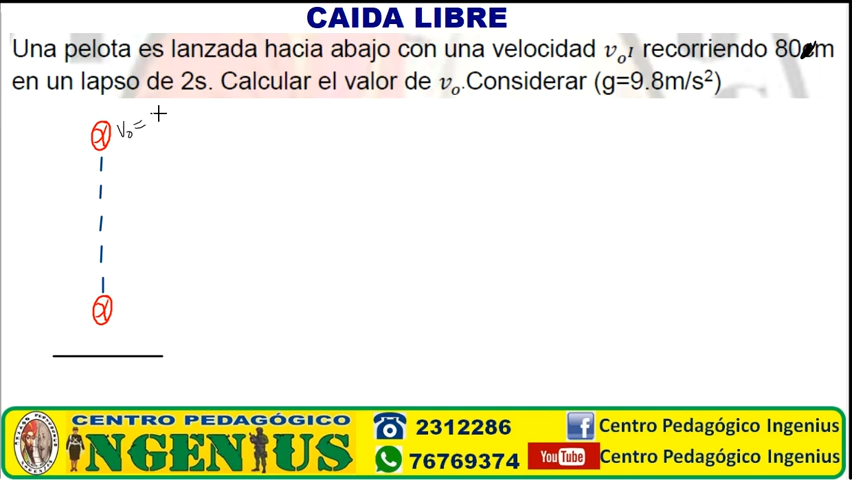 CAIDA LIBRE
Una pelota es lanzada hacia abajo con una velocidad v₀, recorriendo 80 m
en un lapso de 2s. Calcular el valor de v₀.Considerar (g=9.8m/s²)
V₀=
CENTRO PEDAGÓGICO
INGENIUS
2312286
76769374
Centro Pedagógico Ingenius
YouTube Centro Pedagógico Ingenius